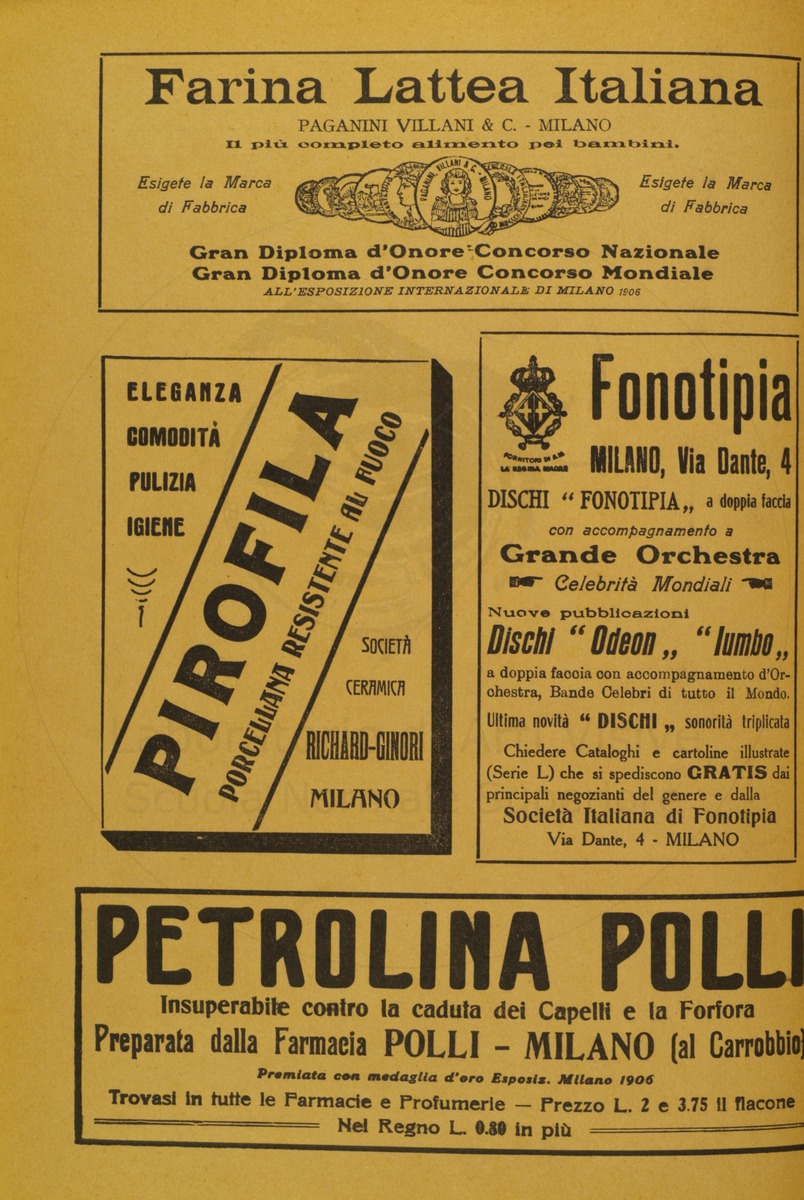 Farina Lattea Italiana
PAGANINI VILLANI & C. - MILANO
Il più completo alimento pei bambini.
Esigete la Marca
di Fabbrica
PAGANINI, VILLANI & C. - MILANO
Esigete la Marca
di Fabbrica
Gran Diploma d'Onore - Concorso Nazionale
Gran Diploma d'Onore Concorso Mondiale
ALL'ESPOSIZIONE INTERNAZIONALE DI MILANO 1906
ELEGANZA
COMODITÀ
PULIZIA
IGIENE
PIROFILA
PORCELLANA RESISTENTE AL FUOCO
SOCIETÀ
CERAMICA
RICHARD-GINORI
MILANO
Fonotipia
FORNITORI DI S.M.
LA REGINA MADRE
MILANO, Via Dante, 4
DISCHI “ FONOTIPIA „ a doppia faccia
con accompagnamento a
Grande Orchestra
Celebrità Mondiali
Nuove pubblicazioni
Dischi “ Odeon „ “ Iumbo „
a doppia faccia con accompagnamento d'Or-
chestra, Bande Celebri di tutto il Mondo.
Ultima novità “ DISCHI „ sonorità triplicata
Chiedere Cataloghi e cartoline illustrate
(Serie L) che si spediscono GRATIS dai
principali negozianti del genere e dalla
Società Italiana di Fonotipia
Via Dante, 4 - MILANO
PETROLINA POLLI
Insuperabile contro la caduta dei Capelli e la Forfora
Preparata dalla Farmacia POLLI - MILANO (al Carrobbio)
Premiata con medaglia d'oro Esposiz. Milano 1906
Trovasi in tutte le Farmacie e Profumerie — Prezzo L. 2 e 3.75 il flacone
Nel Regno L. 0.80 in più